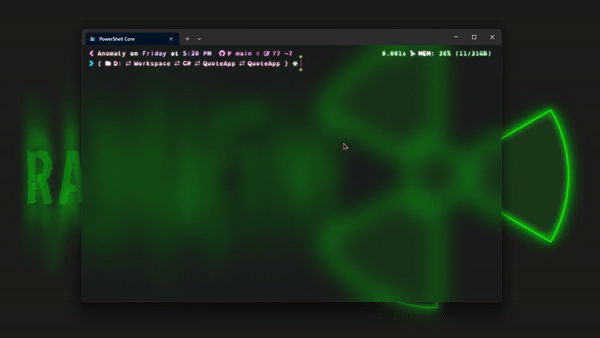 PowerShell Core
Anomaly on Friday at 5:20 PM main ≡ ?7 ~7 0.001s MEM: 36% (11/31GB)
{ D: ⇄ Workspace ⇄ C# ⇄ QuoteApp ⇄ QuoteApp }
RA